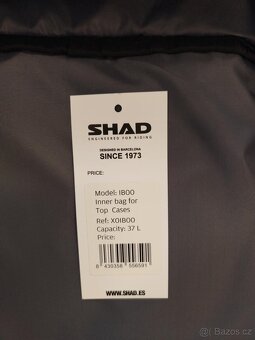 SHAD
ENGINEERED FOR RIDING
DESIGNED IN BARCELONA
SINCE 1973
PRICE:
Model: IB00
Inner bag for
Top Cases
Ref: X0IB00
Capacity: 37 L
Price:
8 430358 556591
WWW.SHAD.ES
Bazos.cz